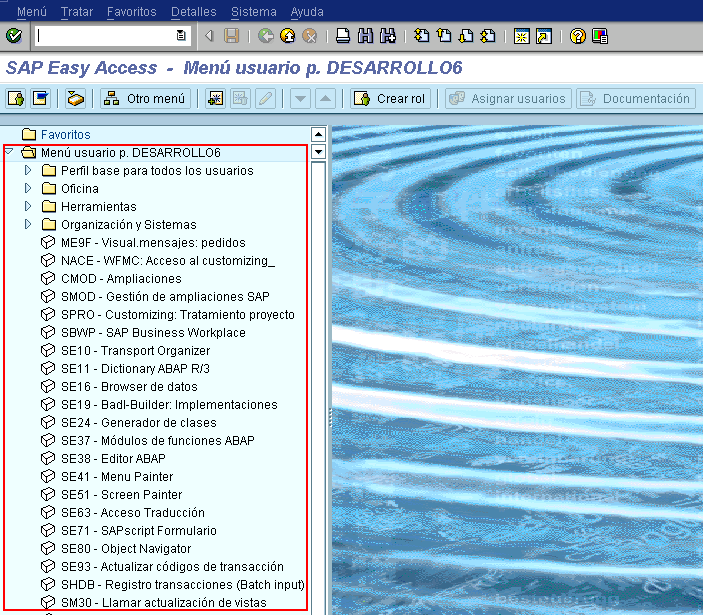 Menú Tratar Favoritos Detalles Sistema Ayuda
SAP Easy Access - Menú usuario p. DESARROLLO6
Otro menú Crear rol Asignar usuarios Documentación
Favoritos
Menú usuario p. DESARROLLO6
Perfil base para todos los usuarios
Oficina
Herramientas
Organización y Sistemas
ME9F - Visual.mensajes: pedidos
NACE - WFMC: Acceso al customizing_
CMOD - Ampliaciones
SMOD - Gestión de ampliaciones SAP
SPRO - Customizing: Tratamiento proyecto
SBWP - SAP Business Workplace
SE10 - Transport Organizer
SE11 - Dictionary ABAP R/3
SE16 - Browser de datos
SE19 - BadI-Builder: Implementaciones
SE24 - Generador de clases
SE37 - Módulos de funciones ABAP
SE38 - Editor ABAP
SE41 - Menu Painter
SE51 - Screen Painter
SE63 - Acceso Traducción
SE71 - SAPscript Formulario
SE80 - Object Navigator
SE93 - Actualizar códigos de transacción
SHDB - Registro transacciones (Batch input)
SM30 - Llamar actualización de vistas